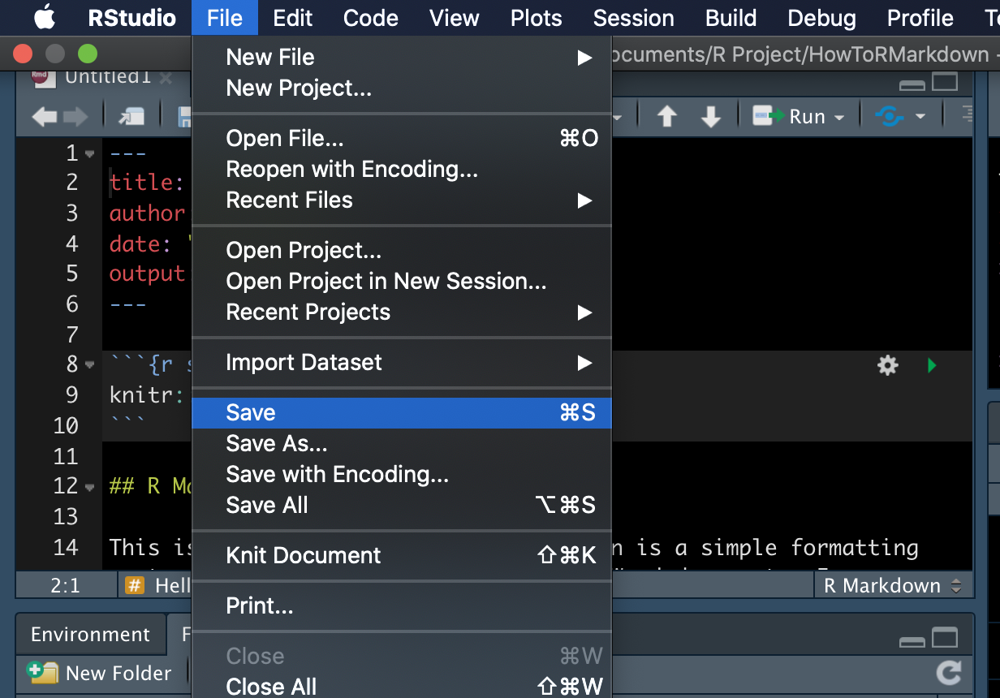 RStudio File Edit Code View Plots Session Build Debug Profile
ocuments/R Project/HowToRMarkdown -
Untitled1
Run
1 ---
2 title:
3 author
4 date: "
5 output
6 ---
7
8 ```{r s
9 knitr:
10 ```
11
12 ## R Ma
13
14 This is n is a simple formatting
2:1 # Hell R Markdown
Environment F
New Folder
New File
New Project...
Open File... ⌘O
Reopen with Encoding...
Recent Files
Open Project...
Open Project in New Session...
Recent Projects
Import Dataset
Save ⌘S
Save As...
Save with Encoding...
Save All ⌥⌘S
Knit Document ⇧⌘K
Print...
Close ⌘W
Close All ⇧⌘W